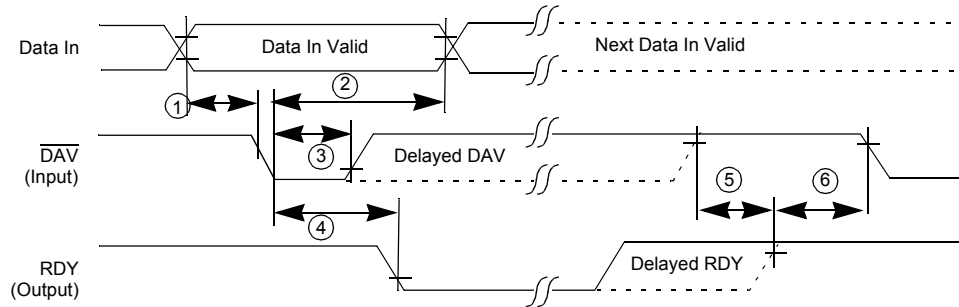 Data In
Data In Valid
Next Data In Valid
1
2
DAV
(Input)
3
Delayed DAV
5
6
4
RDY
(Output)
Delayed RDY